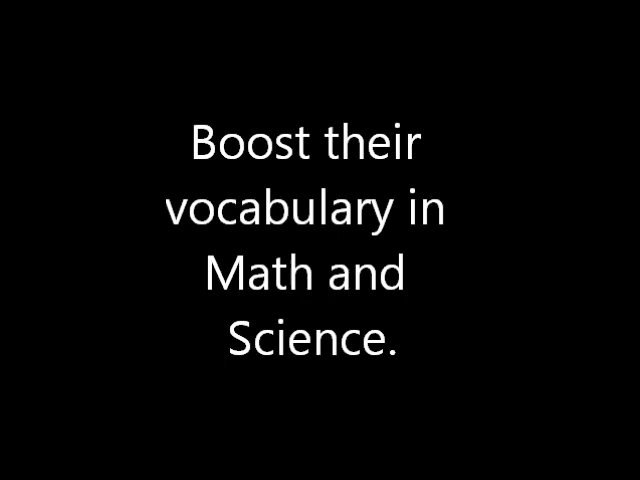 Boost their
vocabulary in
Math and
Science.